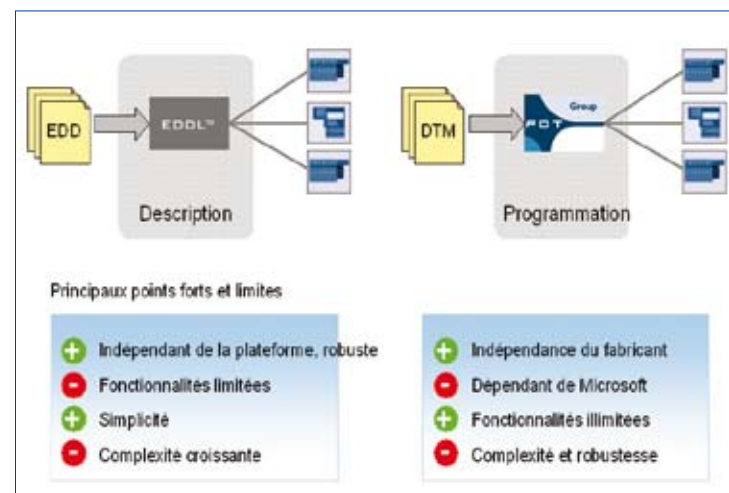 EDD
EDDL™
Description
DTM
FDT Group
Programmation
Principaux points forts et limites
Indépendant de la plateforme, robuste
Fonctionnalités limitées
Simplicité
Complexité croissante
Indépendance du fabricant
Dépendant de Microsoft
Fonctionnalités illimitées
Complexité et robustesse